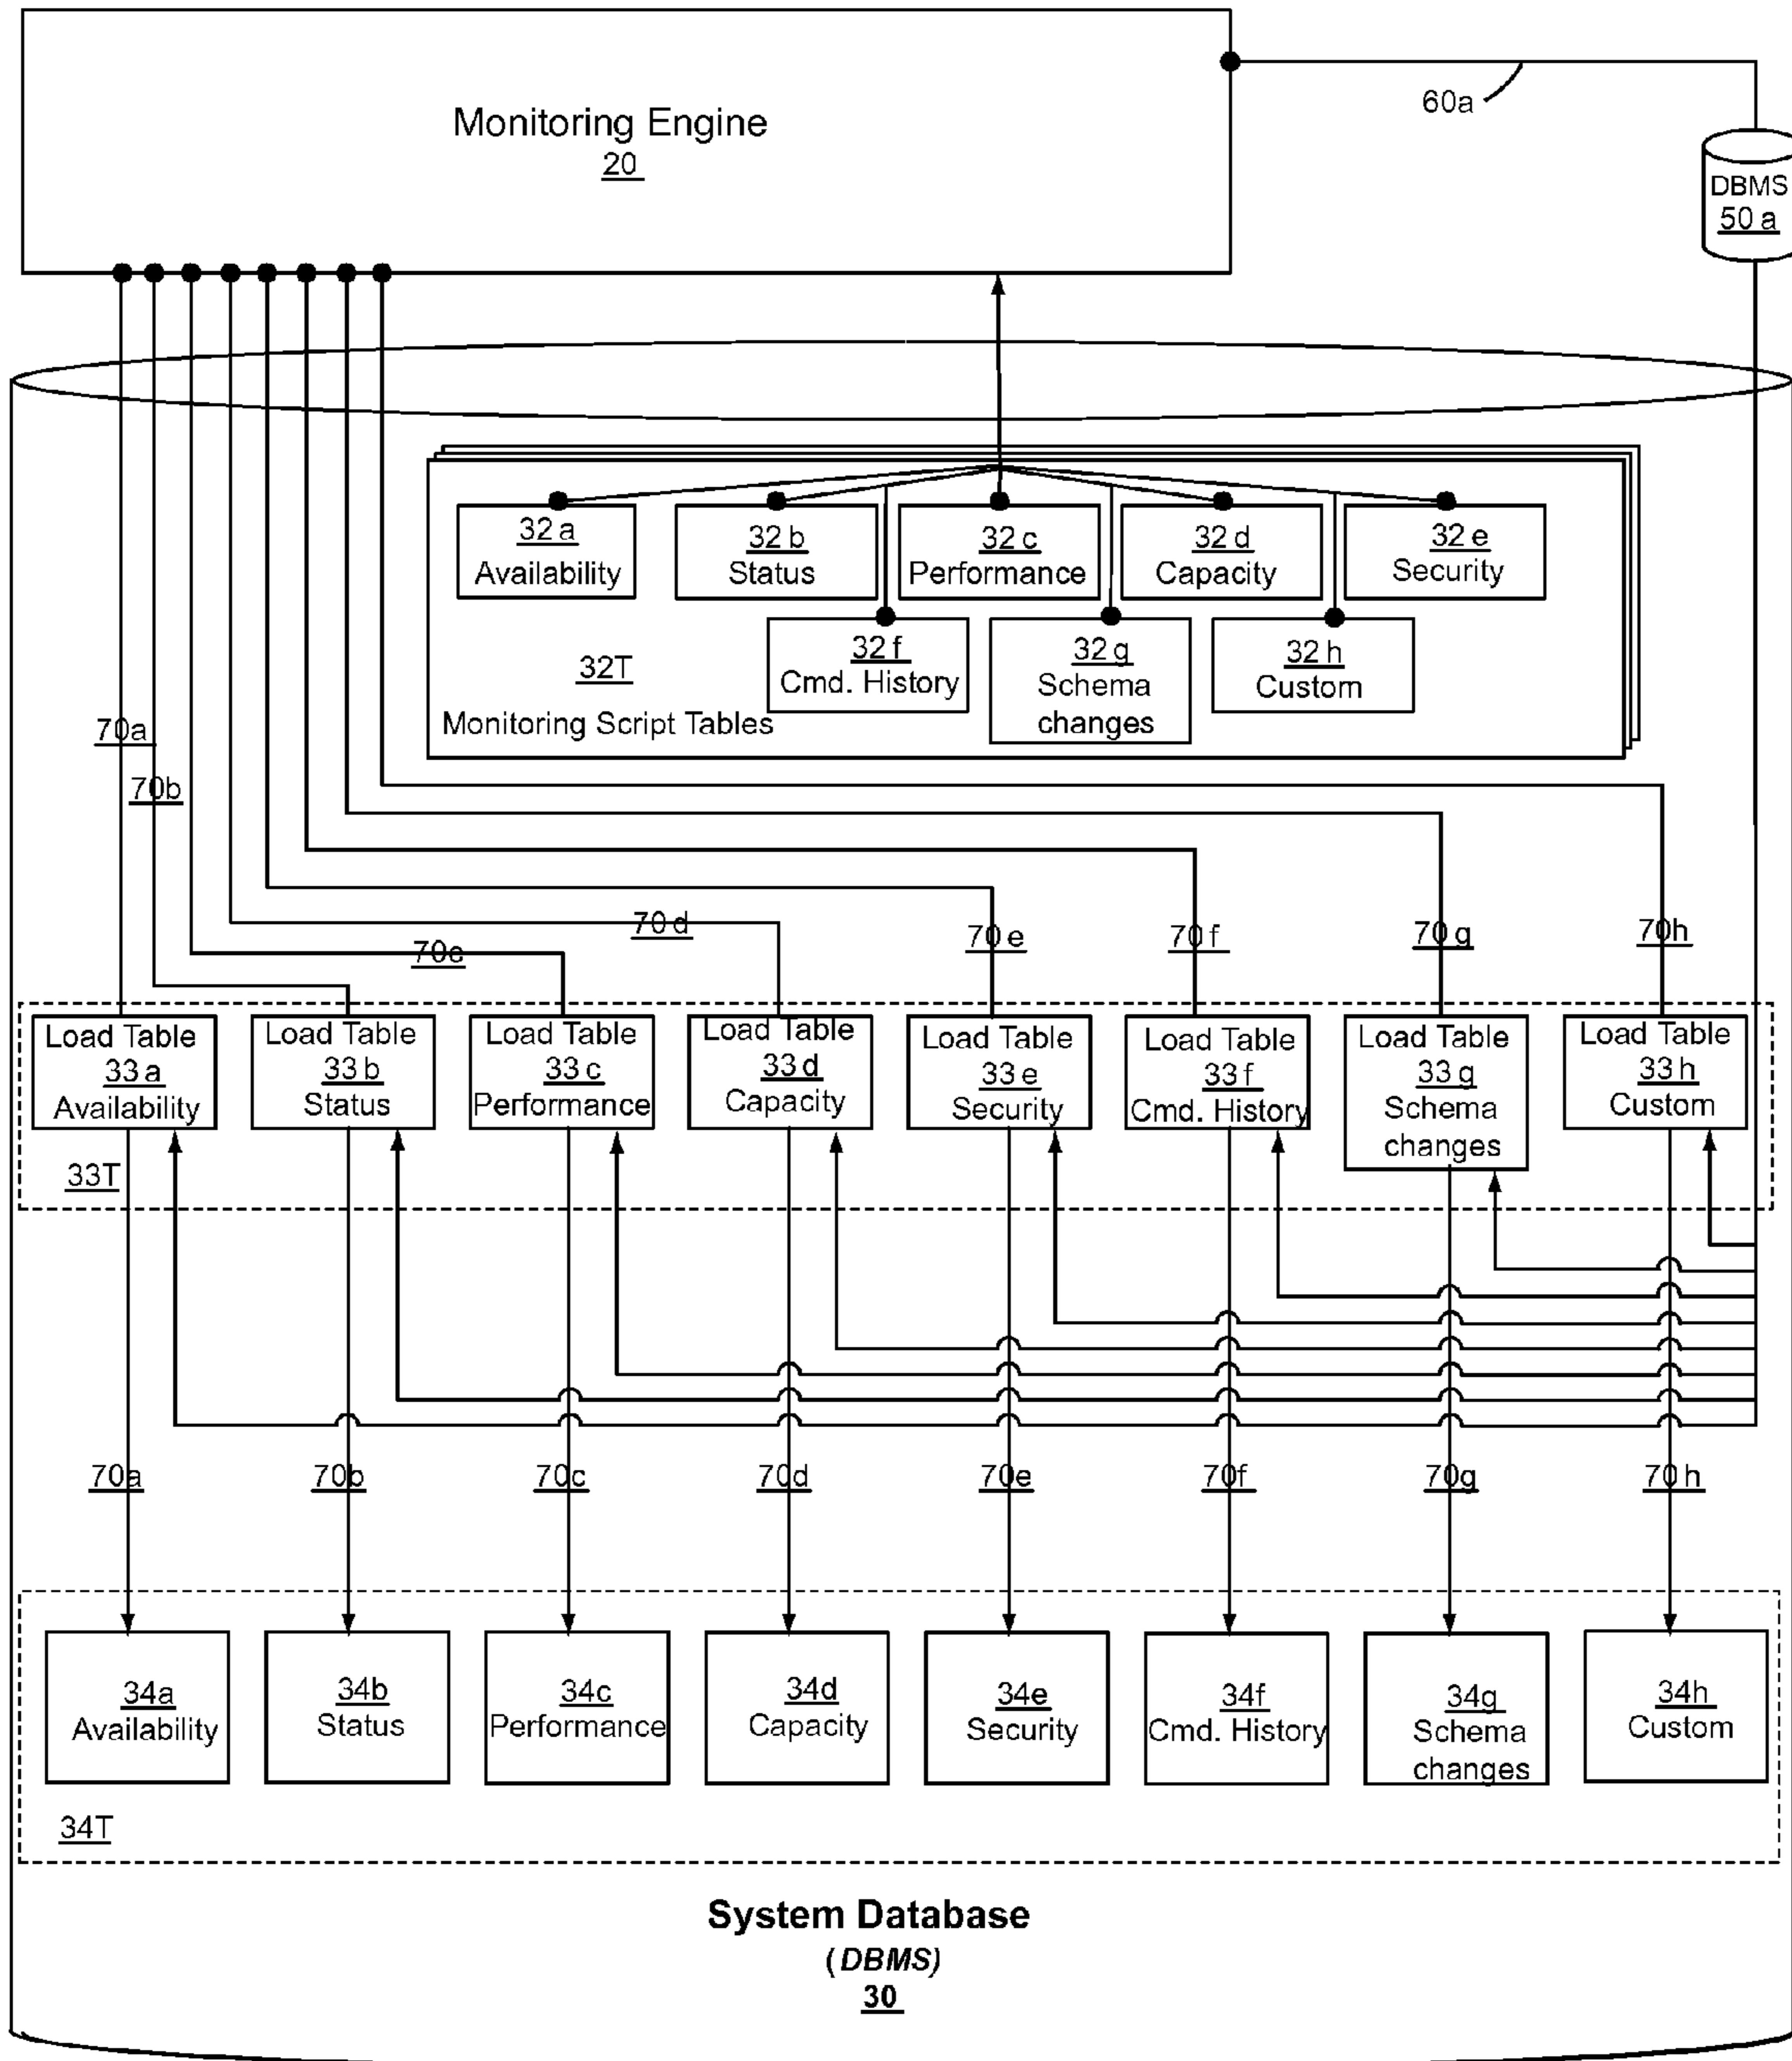 Monitoring Engine
20
60a
DBMS
50 a
32 a
Availability
32 b
Status
32 c
Performance
32 d
Capacity
32 e
Security
32 f
Cmd. History
32 g
Schema
changes
32 h
Custom
32T
Monitoring Script Tables
70a
70b
70c
70 d
70 e
70 f
70 g
70h
Load Table
33 a
Availability
Load Table
33 b
Status
Load Table
33 c
Performance
Load Table
33 d
Capacity
Load Table
33 e
Security
Load Table
33 f
Cmd. History
Load Table
33 g
Schema
changes
Load Table
33 h
Custom
33T
70a
70b
70c
70d
70e
70f
70g
70 h
34a
Availability
34b
Status
34c
Performance
34d
Capacity
34e
Security
34f
Cmd. History
34g
Schema
changes
34h
Custom
34T
System Database
(DBMS)
30